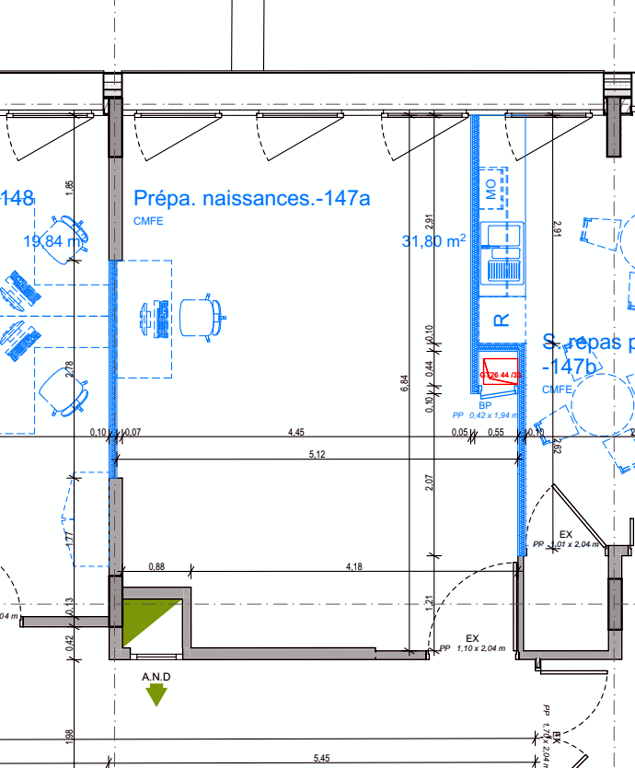 148
19,84 m²
Prépa. naissances.-147a
CMFE
31,80 m²
MO
R
S. repas p
-147b
CMFE
BP
PP 0,42 x 1,94 m
1,85
2,91
2,91
0,10
0,44
0,10
6,84
2,78
2,62
0,10
0,07
4,45
0,05
0,55
0,10
5,12
2,07
1,77
EX
PP 1,01 x 2,04 m
0,88
4,18
0,13
1,21
0,42
04 m
EX
PP 1,10 x 2,04 m
A.N.D
1,98
5,45
EX